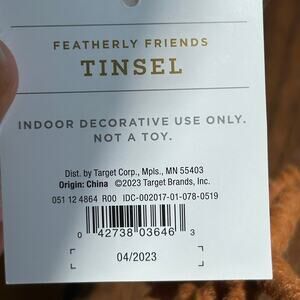 FEATHERLY FRIENDS
TINSEL
INDOOR DECORATIVE USE ONLY.
NOT A TOY.
Dist. by Target Corp., Mpls., MN 55403
Origin: China ©2023 Target Brands, Inc.
051 12 4864 R00 IDC-002017-01-078-0519
0 42738 03646 3
04/2023